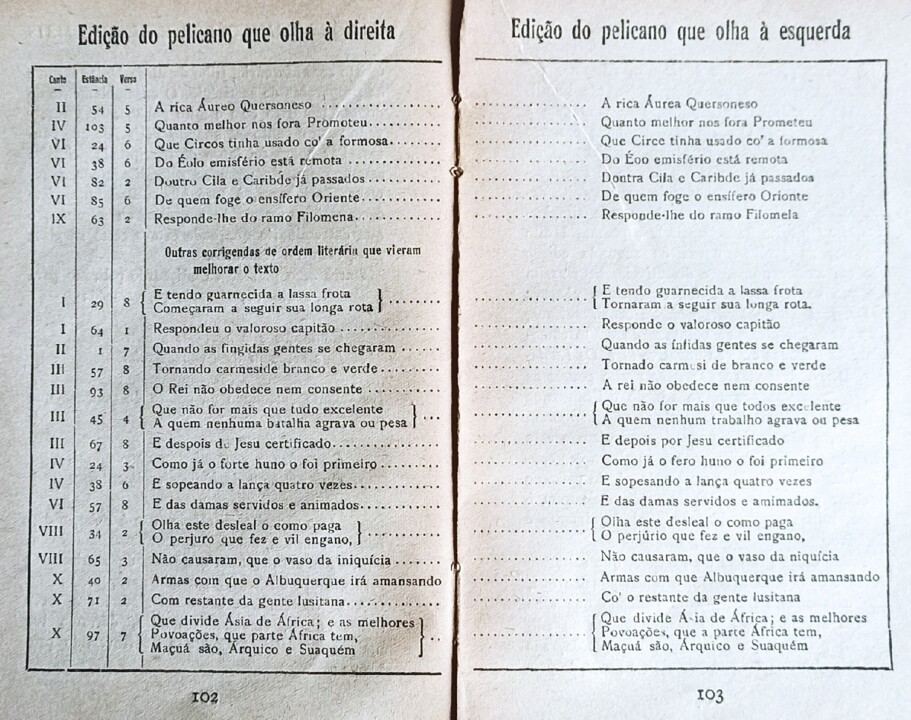 Edição do pelicano que olha à direita
Canto Estância Verso
II 54 5 A rica Áureo Quersoneso
IV 103 5 Quanto melhor nos fora Prometeu
VI 24 6 Que Circos tinha usado co' a formosa
VI 38 6 Do Éolo emisfério está remota
VI 82 2 Doutro Cila e Caribde já passados
VI 85 6 De quem foge o ensífero Oriente
IX 63 2 Responde-lhe do ramo Filomena
Outras corrigendas de ordem literária que vieram
melhorar o texto
I 29 8 E tendo guarnecida a lassa frota
Começaram a seguir sua longa rota
I 64 1 Respondeu o valoroso capitão
II 1 7 Quando as fingidas gentes se chegaram
III 57 8 Tornando carmeside branco e verde
III 93 8 O Rei não obedece nem consente
III 45 4 Que não for mais que tudo excelente
A quem nenhuma batalha agrava ou pesa
III 67 8 E despois de Jesu certificado
IV 24 3 Como já o forte huno o foi primeiro
IV 38 6 E sopeando a lança quatro vezes
VI 57 8 E das damas servidos e animados
VIII 34 2 Olha este desleal o como paga
O perjuro que fez e vil engano,
VIII 65 3 Não causaram, que o vaso da iniquícia
X 40 2 Armas com que o Albuquerque irá amansando
X 71 2 Com restante da gente lusitana
X 97 7 Que divide Ásia de África; e as melhores
Povoações, que parte África tem,
Maçuá são, Arquico e Suaquém
102
Edição do pelicano que olha à esquerda
A rica Áurea Quersoneso
Quanto melhor nos fora Prometeu
Que Circe tinha usado co' a formosa
Do Éoo emisfério está remota
Doutra Cila e Caribde já passados
De quem foge o ensífero Orionte
Responde-lhe do ramo Filomela
E tendo guarnecida a lassa frota
Tornaram a seguir sua longa rota.
Responde o valoroso capitão
Quando as ínfidas gentes se chegaram
Tornado carmesi de branco e verde
A rei não obedece nem consente
Que não for mais que todos excelente
A quem nenhum trabalho agrava ou pesa
E depois por Jesu certificado
Como já o fero huno o foi primeiro
E sopesando a lança quatro vezes
E das damas servidos e amimados.
Olha este desleal o como paga
O perjúrio que fez e vil engano,
Não causaram, que o vaso da niquícia
Armas com que Albuquerque irá amansando
Co' o restante da gente lusitana
Que divide Ásia de África; e as melhores
Povoações, que a parte África tem,
Maçuá são, Arquico e Suaquém
103